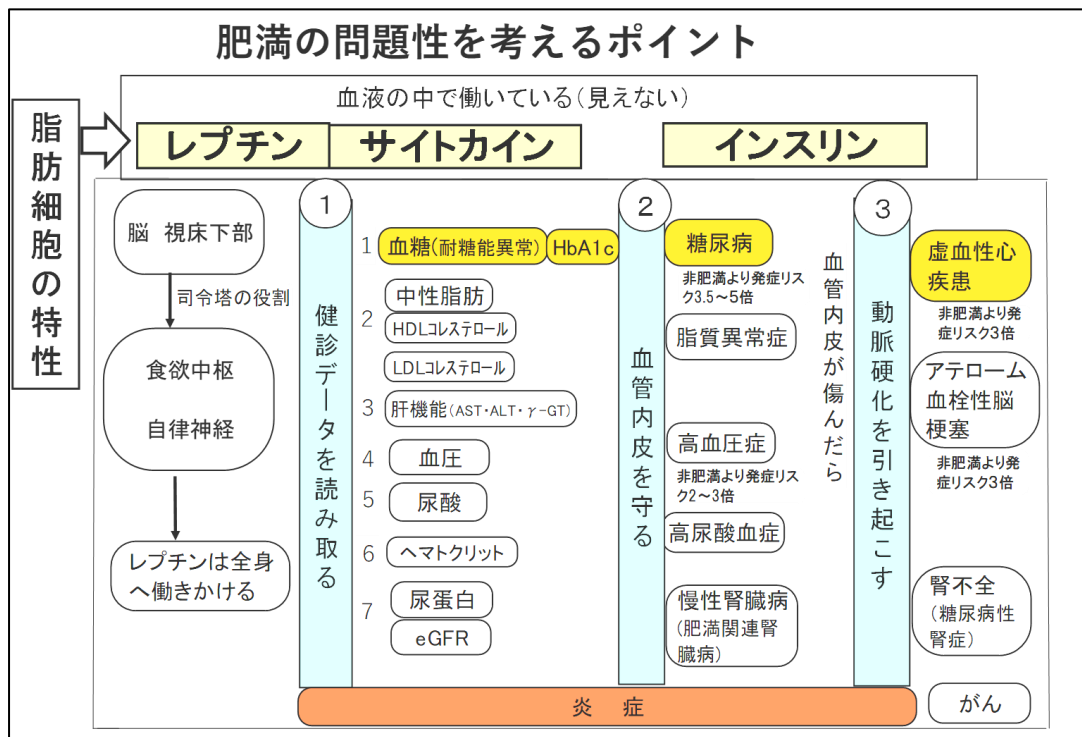 肥満の問題性を考えるポイント
血液の中で働いている(見えない)
脂肪細胞の特性
レプチン
サイトカイン
インスリン
脳 視床下部
司令塔の役割
食欲中枢
自律神経
レプチンは全身
へ働きかける
1
健診データを読み取る
1 血糖(耐糖能異常) HbA1c
2 中性脂肪
HDLコレステロール
LDLコレステロール
3 肝機能(AST・ALT・γ-GT)
4 血圧
5 尿酸
6 ヘマトクリット
7 尿蛋白
eGFR
2
血管内皮を守る
糖尿病
非肥満より発症リス
ク3.5~5倍
脂質異常症
高血圧症
非肥満より発症リス
ク2~3倍
高尿酸血症
慢性腎臓病
(肥満関連腎
臓病)
血管内皮が傷んだら
3
動脈硬化を引き起こす
虚血性心
疾患
非肥満より発
症リスク3倍
アテローム
血栓性脳
梗塞
非肥満より発
症リスク3倍
腎不全
(糖尿病性
腎症)
がん
炎 症